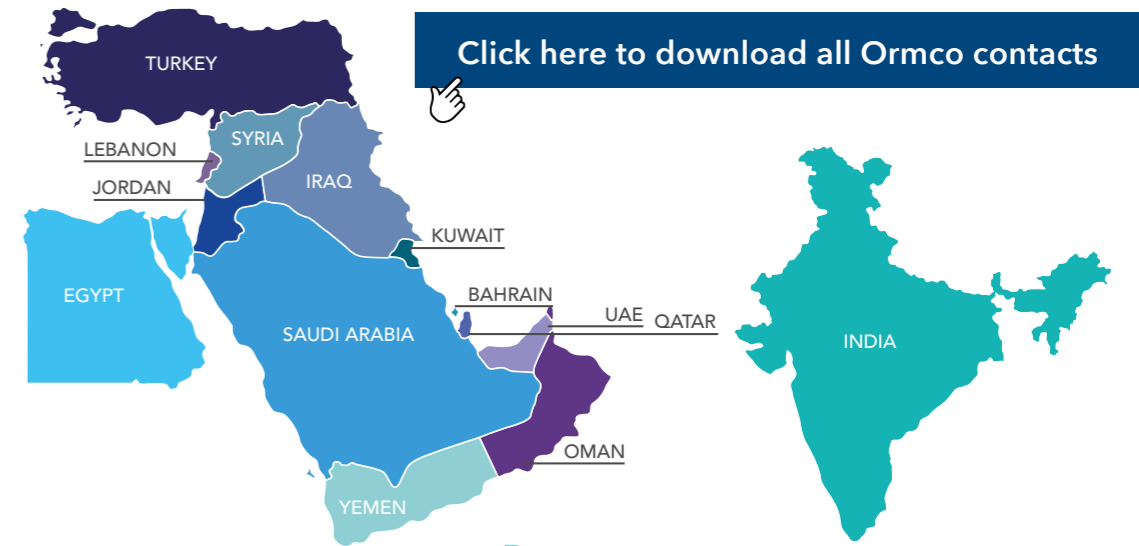 Click here to download all Ormco contacts
TURKEY
SYRIA
LEBANON
IRAQ
JORDAN
KUWAIT
EGYPT
BAHRAIN
UAE
QATAR
SAUDI ARABIA
INDIA
OMAN
YEMEN